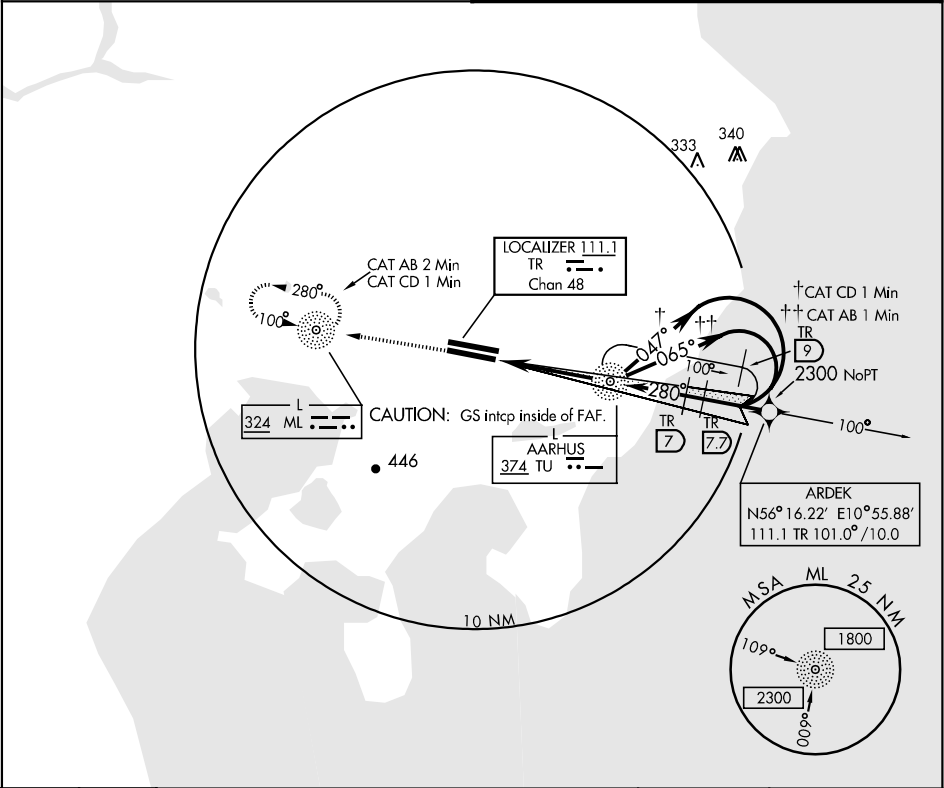 333
340
LOCALIZER 111.1
TR
Chan 48
CAT AB 2 Min
CAT CD 1 Min
280°
100°
†CAT CD 1 Min
†† CAT AB 1 Min
†
††
047°
065°
TR
9
100°
2300 NoPT
280°
100°
L
324 ML
CAUTION: GS intcp inside of FAF.
TR
7
TR
7.7
L
AARHUS
374 TU
446
ARDEK
N56° 16.22' E10° 55.88'
111.1 TR 101.0° /10.0
10 NM
MSA ML 25 NM
109°
1800
2300
009°